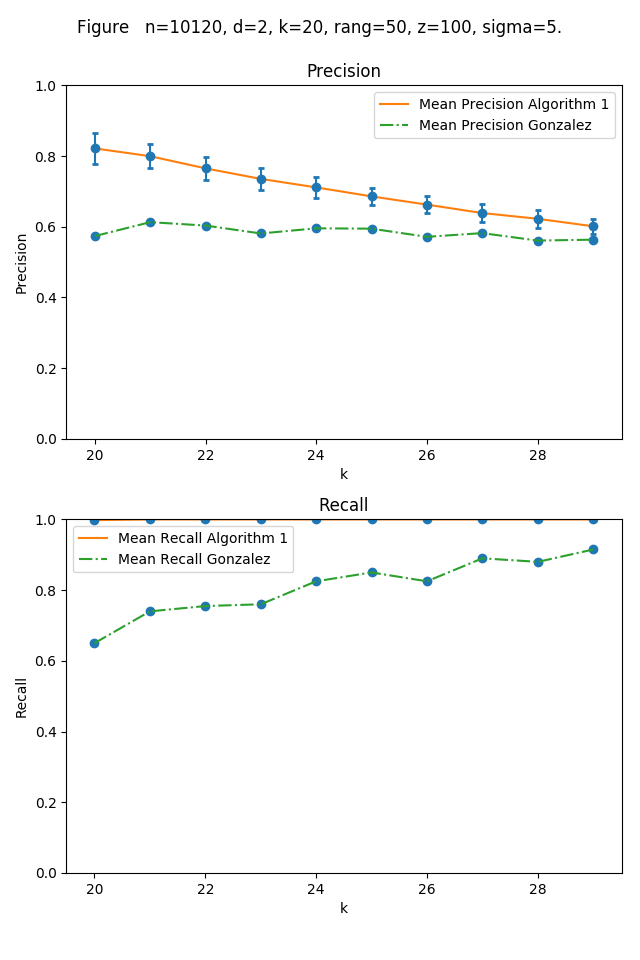 Figure   n=10120, d=2, k=20, rang=50, z=100, sigma=5.
Precision
1.0
0.8
0.6
0.4
0.2
0.0
Precision
Mean Precision Algorithm 1
Mean Precision Gonzalez
20 22 24 26 28
k
Recall
1.0
0.8
0.6
0.4
0.2
0.0
Recall
Mean Recall Algorithm 1
Mean Recall Gonzalez
20 22 24 26 28
k